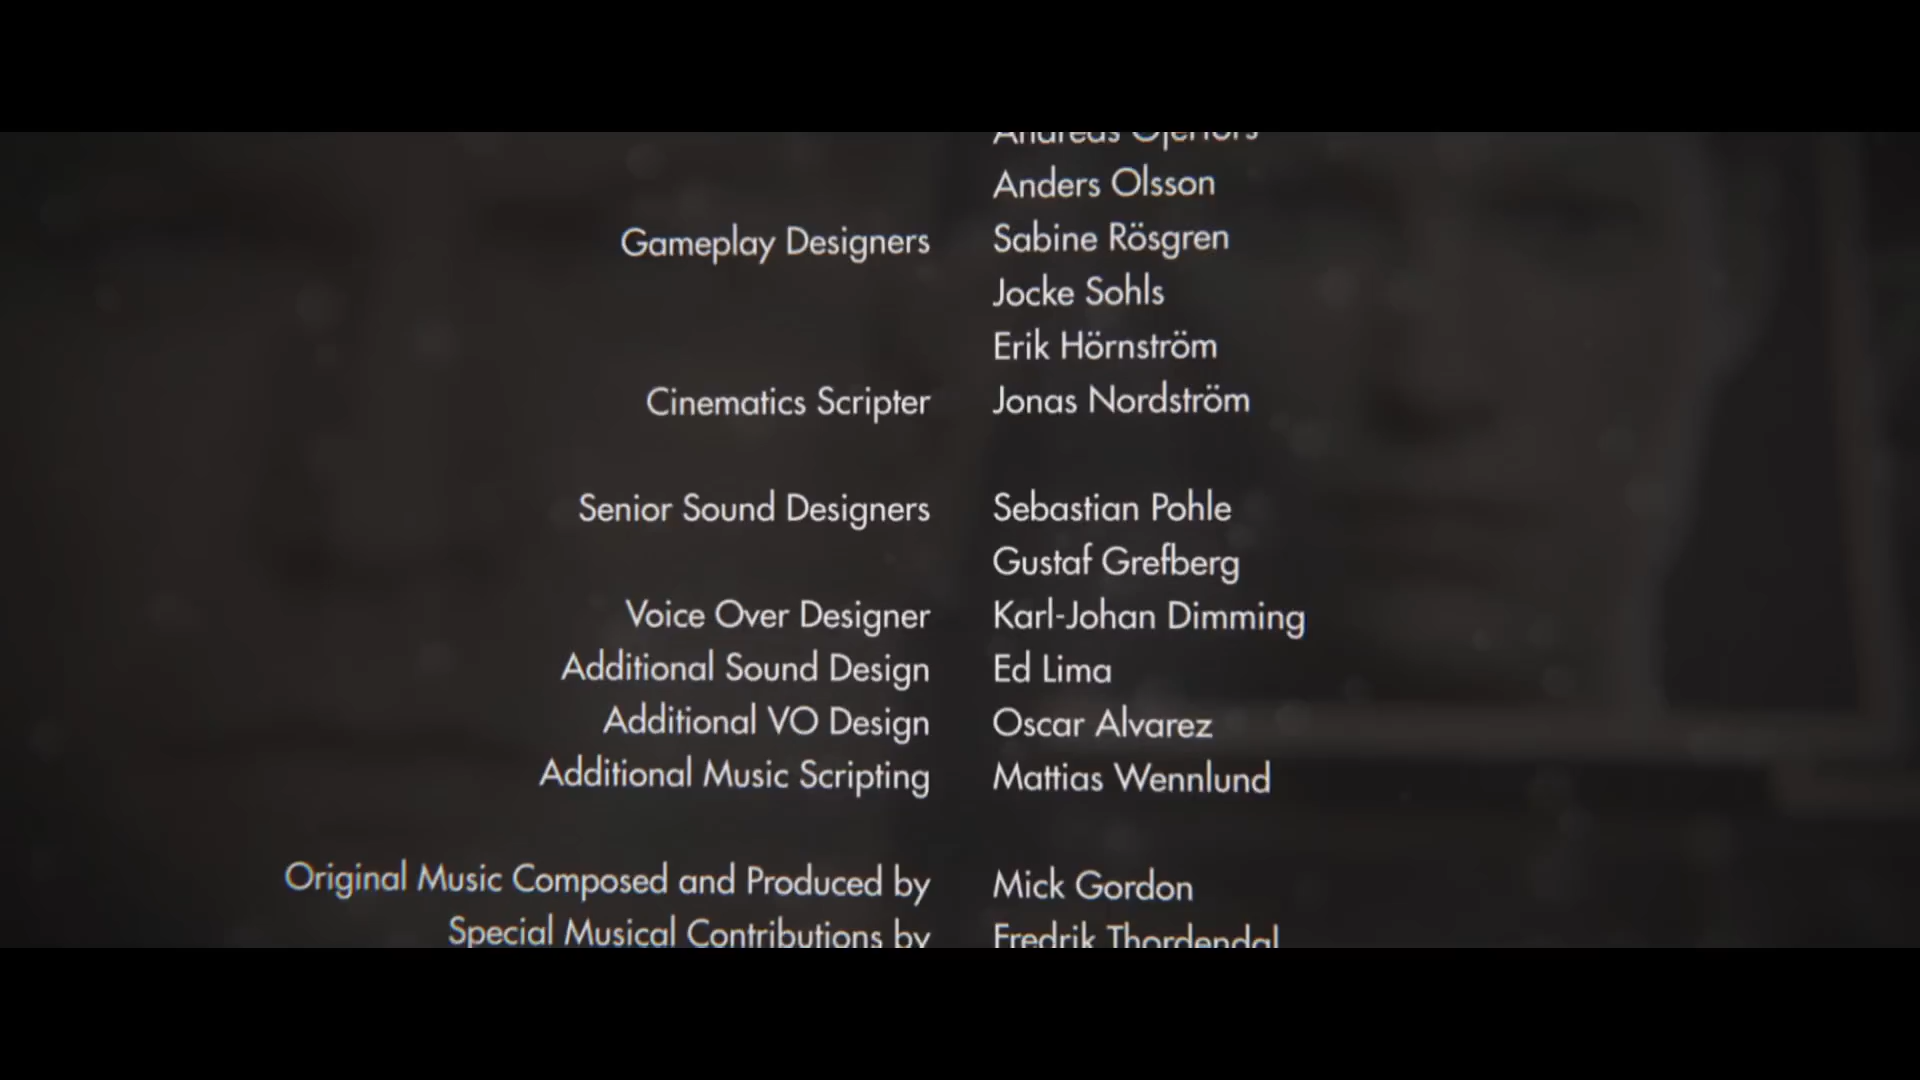 Andreas Öjerfors
Anders Olsson
Gameplay Designers Sabine Rösgren
Jocke Sohls
Erik Hörnström
Cinematics Scripter Jonas Nordström
Senior Sound Designers Sebastian Pohle
Gustaf Grefberg
Voice Over Designer Karl-Johan Dimming
Additional Sound Design Ed Lima
Additional VO Design Oscar Alvarez
Additional Music Scripting Mattias Wennlund
Original Music Composed and Produced by Mick Gordon
Special Musical Contributions by Fredrik Thordendal